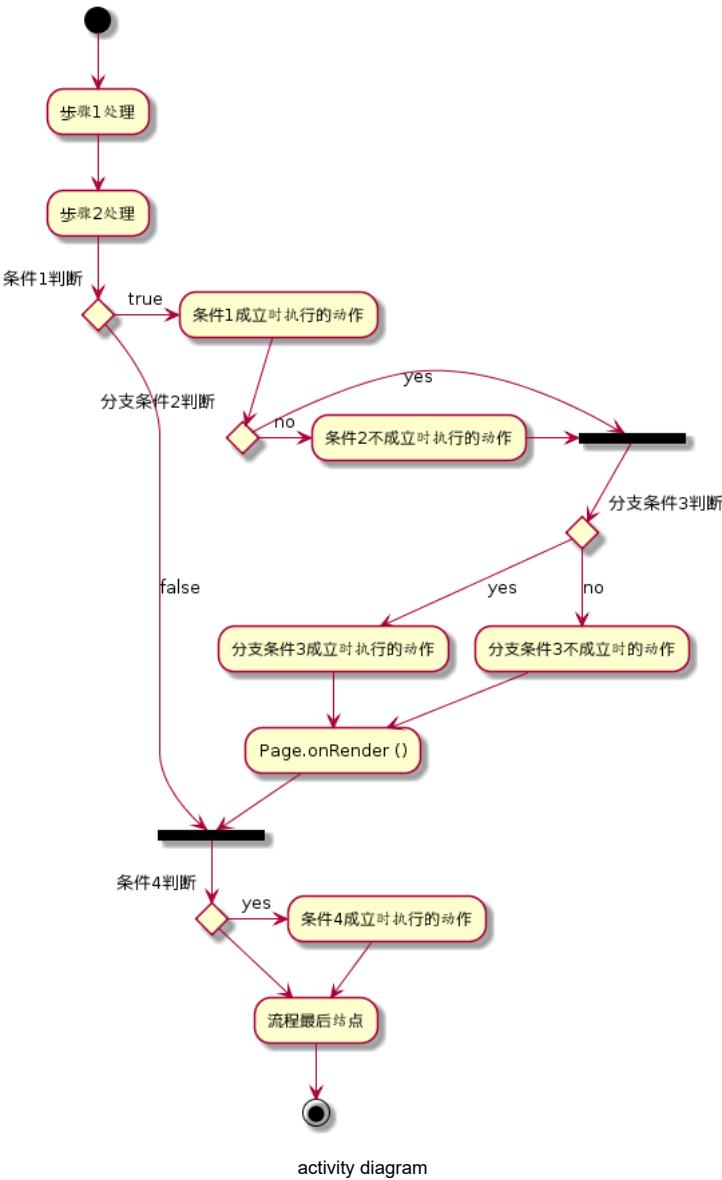 步骤1处理
步骤2处理
条件1判断
true
条件1成立时执行的动作
yes
分支条件2判断
no
条件2不成立时执行的动作
分支条件3判断
false
yes
no
分支条件3成立时执行的动作
分支条件3不成立时的动作
Page.onRender ()
条件4判断
yes
条件4成立时执行的动作
流程最后结点
activity diagram